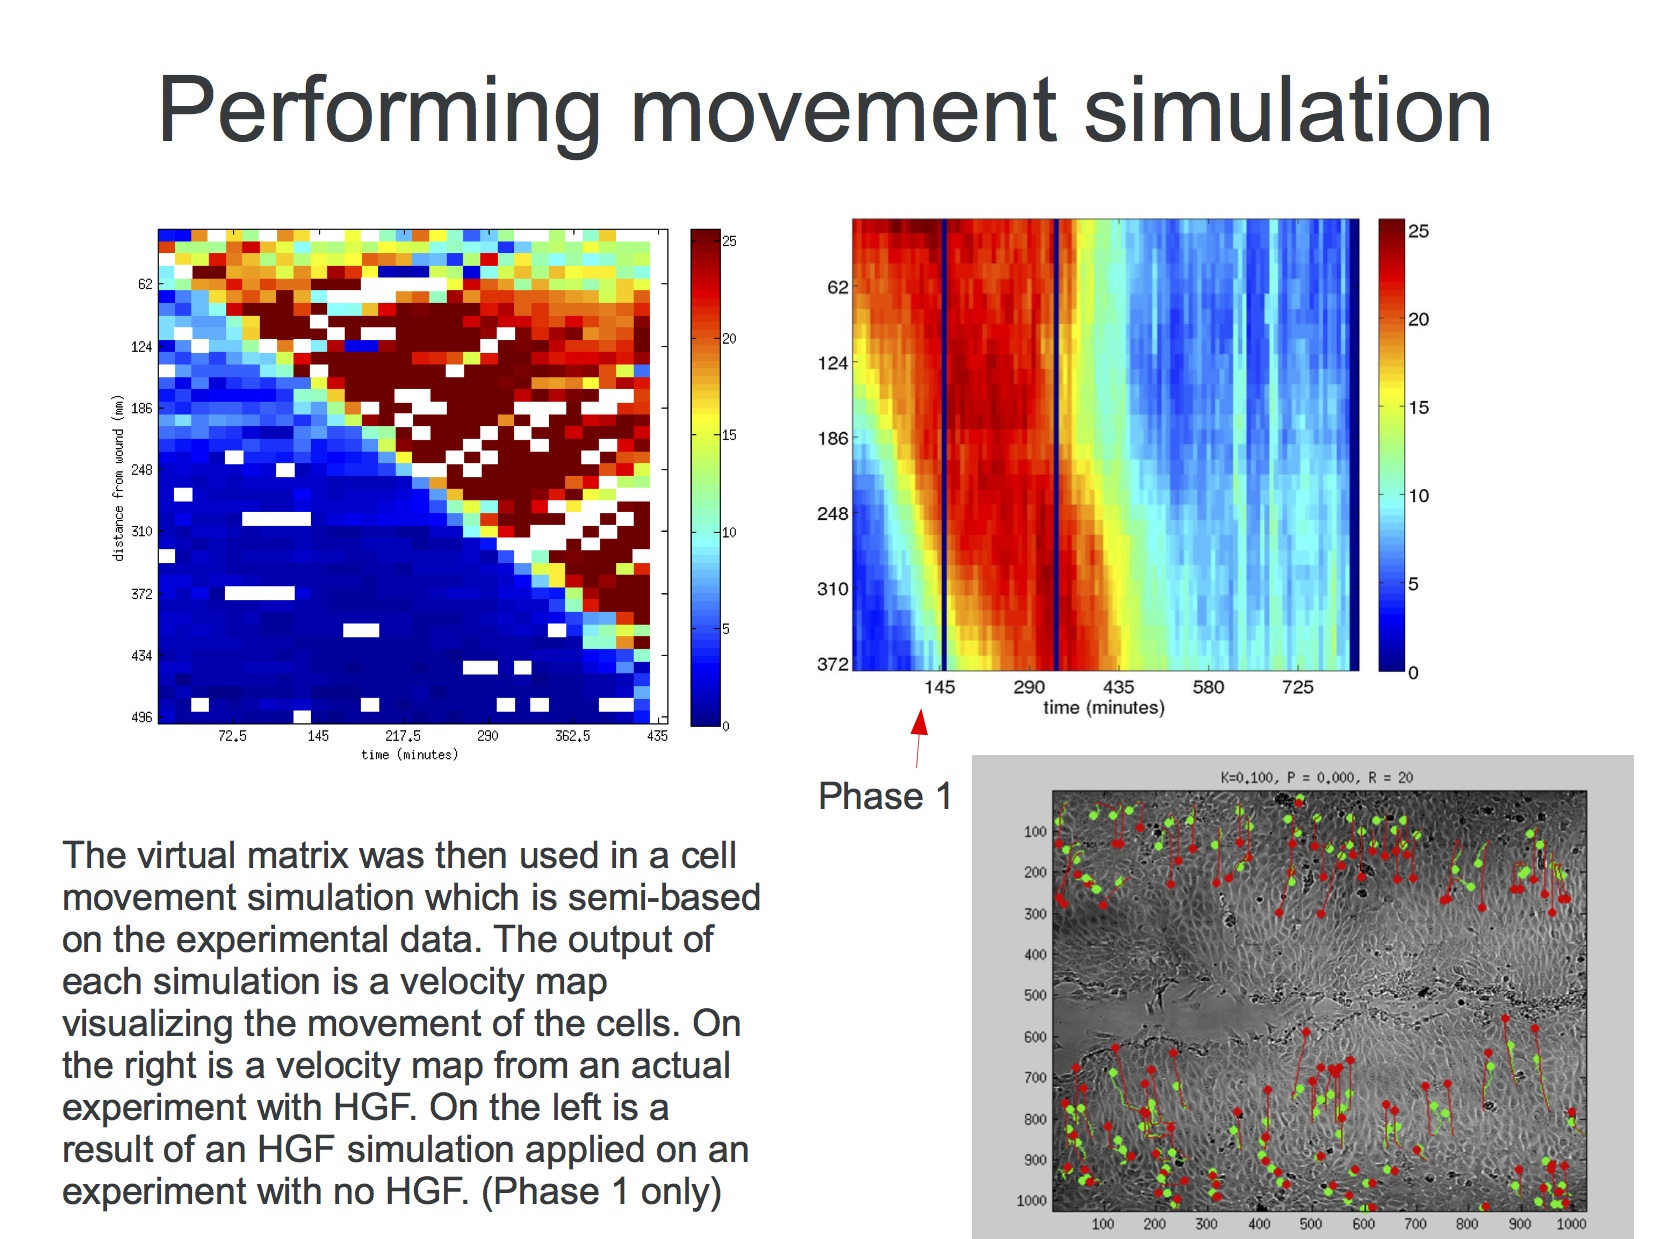 Performing movement simulation
62
124
186
248
310
372
434
496
distance from wound (mm)
72.5 145 217.5 290 362.5 435
time (minutes)
25
20
15
10
5
0
62
124
186
248
310
372
145 290 435 580 725
time (minutes)
25
20
15
10
5
0
Phase 1
The virtual matrix was then used in a cell
movement simulation which is semi-based
on the experimental data. The output of
each simulation is a velocity map
visualizing the movement of the cells. On
the right is a velocity map from an actual
experiment with HGF. On the left is a
result of an HGF simulation applied on an
experiment with no HGF. (Phase 1 only)
K=0.100, P = 0.000, R = 20
100
200
300
400
500
600
700
800
900
1000
100 200 300 400 500 600 700 800 900 1000